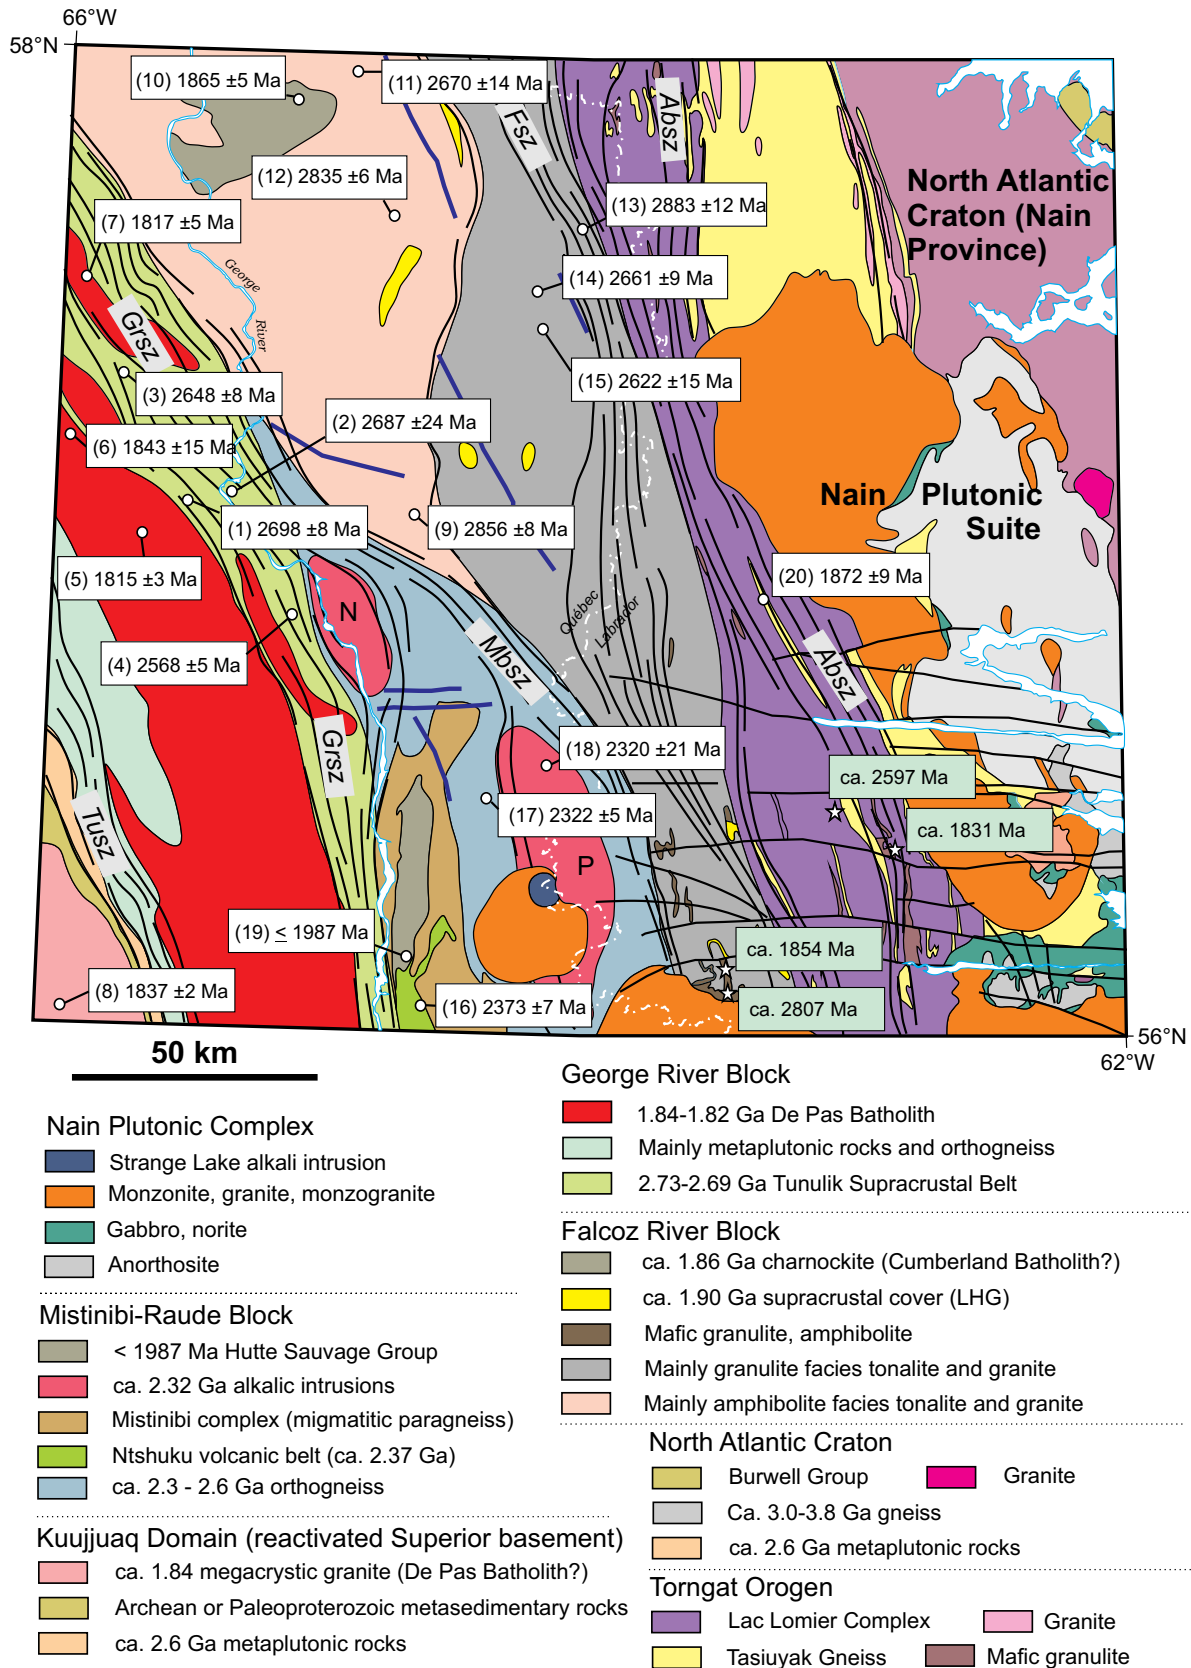 66°W
58°N
(10) 1865 ±5 Ma
(11) 2670 ±14 Ma
Fsz
Absz
(12) 2835 ±6 Ma
North Atlantic
Craton (Nain
Province)
(13) 2883 ±12 Ma
(7) 1817 ±5 Ma
George
River
(14) 2661 ±9 Ma
Grsz
(15) 2622 ±15 Ma
(3) 2648 ±8 Ma
(2) 2687 ±24 Ma
(6) 1843 ±15 Ma
Nain Plutonic
Suite
(1) 2698 ±8 Ma
(9) 2856 ±8 Ma
(5) 1815 ±3 Ma
(20) 1872 ±9 Ma
N
Québec
Labrador
(4) 2568 ±5 Ma
Mbsz
Absz
Grsz
(18) 2320 ±21 Ma
ca. 2597 Ma
(17) 2322 ±5 Ma
ca. 1831 Ma
Tusz
P
(19) < 1987 Ma
ca. 1854 Ma
(8) 1837 ±2 Ma
(16) 2373 ±7 Ma
ca. 2807 Ma
56°N
62°W
50 km
Nain Plutonic Complex
Strange Lake alkali intrusion
Monzonite, granite, monzogranite
Gabbro, norite
Anorthosite
Mistinibi-Raude Block
< 1987 Ma Hutte Sauvage Group
ca. 2.32 Ga alkalic intrusions
Mistinibi complex (migmatitic paragneiss)
Ntshuku volcanic belt (ca. 2.37 Ga)
ca. 2.3 - 2.6 Ga orthogneiss
Kuujjuaq Domain (reactivated Superior basement)
ca. 1.84 megacrystic granite (De Pas Batholith?)
Archean or Paleoproterozoic metasedimentary rocks
ca. 2.6 Ga metaplutonic rocks
George River Block
1.84-1.82 Ga De Pas Batholith
Mainly metaplutonic rocks and orthogneiss
2.73-2.69 Ga Tunulik Supracrustal Belt
Falcoz River Block
ca. 1.86 Ga charnockite (Cumberland Batholith?)
ca. 1.90 Ga supracrustal cover (LHG)
Mafic granulite, amphibolite
Mainly granulite facies tonalite and granite
Mainly amphibolite facies tonalite and granite
North Atlantic Craton
Burwell Group
Granite
Ca. 3.0-3.8 Ga gneiss
ca. 2.6 Ga metaplutonic rocks
Torngat Orogen
Lac Lomier Complex
Granite
Tasiuyak Gneiss
Mafic granulite